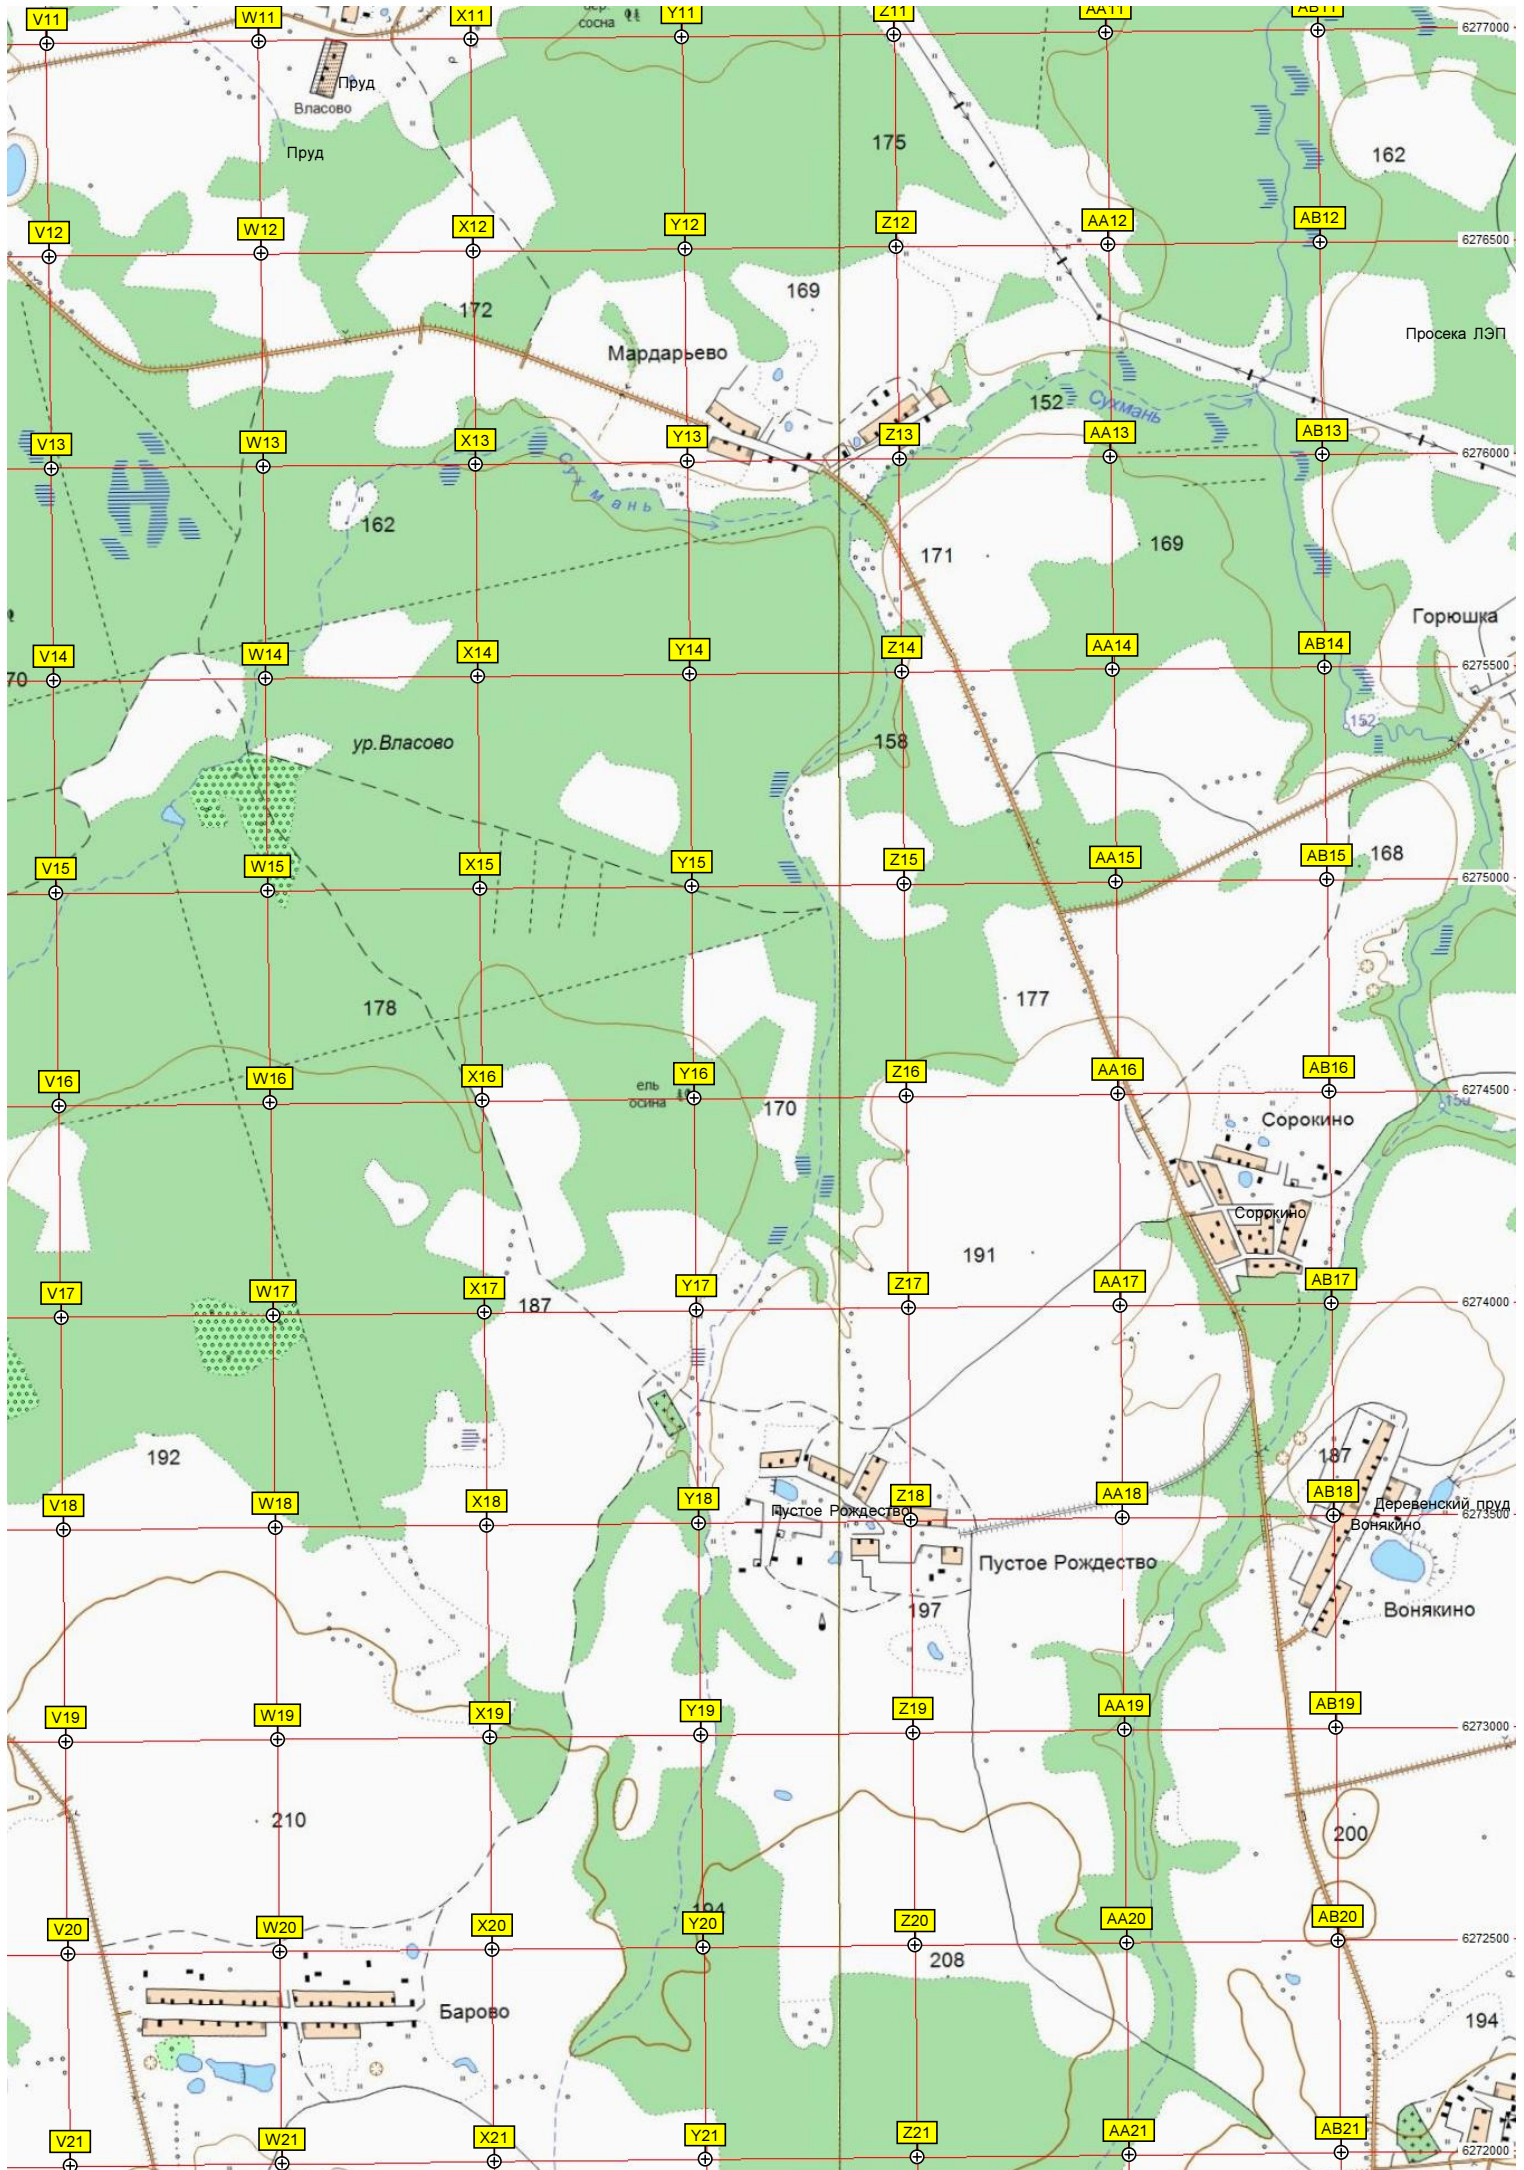 V11
W11
X11
Y11
Z11
AA11
AB11
сосна
6277000
Пруд
Власово
Пруд
175
162
V12
W12
X12
Y12
Z12
AA12
AB12
6276500
172
169
Просека ЛЭП
Мардарьево
152
Сухмань
V13
W13
X13
Y13
Z13
AA13
AB13
6276000
Сухмань
162
171
169
Горюшка
V14
W14
X14
Y14
Z14
AA14
AB14
70
6275500
152
ур.Власово
158
168
V15
W15
X15
Y15
Z15
AA15
AB15
6275000
178
177
V16
W16
X16
Y16
Z16
AA16
AB16
ель
осина
6274500
170
Сорокино
Сорокино
191
V17
W17
X17
Y17
Z17
AA17
AB17
187
6274000
192
187
V18
W18
X18
Y18
Z18
AA18
AB18
Пустое Рождество
Деревенский пруд
6273500
Вонякино
Пустое Рождество
197
Вонякино
V19
W19
X19
Y19
Z19
AA19
AB19
6273000
210
200
194
V20
W20
X20
Y20
Z20
AA20
AB20
6272500
208
Барово
194
V21
W21
X21
Y21
Z21
AA21
AB21
6272000